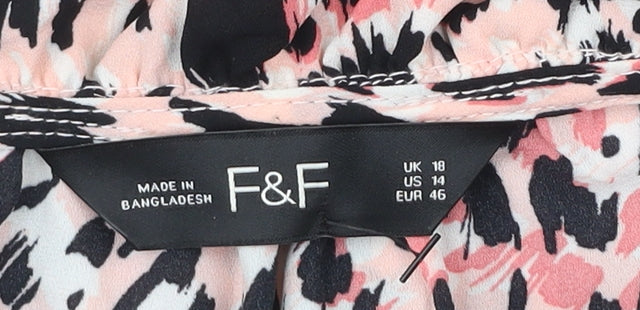 MADE IN
BANGLADESH
F&F
UK 18
US 14
EUR 46